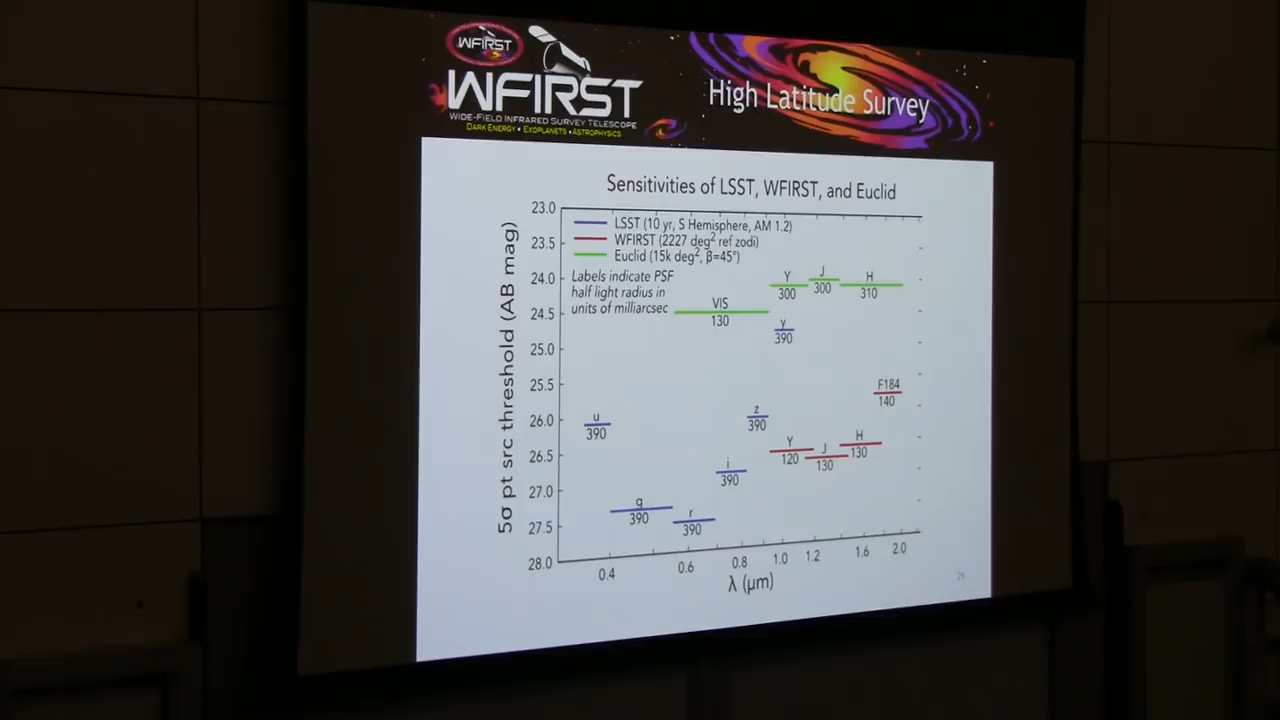 WFIRST
WFIRST
WIDE-FIELD INFRARED SURVEY TELESCOPE
DARK ENERGY • EXOPLANETS • ASTROPHYSICS
High Latitude Survey
Sensitivities of LSST, WFIRST, and Euclid
LSST (10 yr, S Hemisphere, AM 1.2)
WFIRST (2227 deg² ref zodi)
Euclid (15k deg², β=45°)
Labels indicate PSF
half light radius in
units of milliarcsec
5σ pt src threshold (AB mag)
23.0
23.5
24.0
24.5
25.0
25.5
26.0
26.5
27.0
27.5
28.0
VIS
130
Y
300
J
300
H
310
y
390
F184
140
u
390
z
390
Y
120
J
130
H
130
i
390
g
390
r
390
0.4
0.6
0.8
1.0
1.2
1.6
2.0
λ (μm)
29